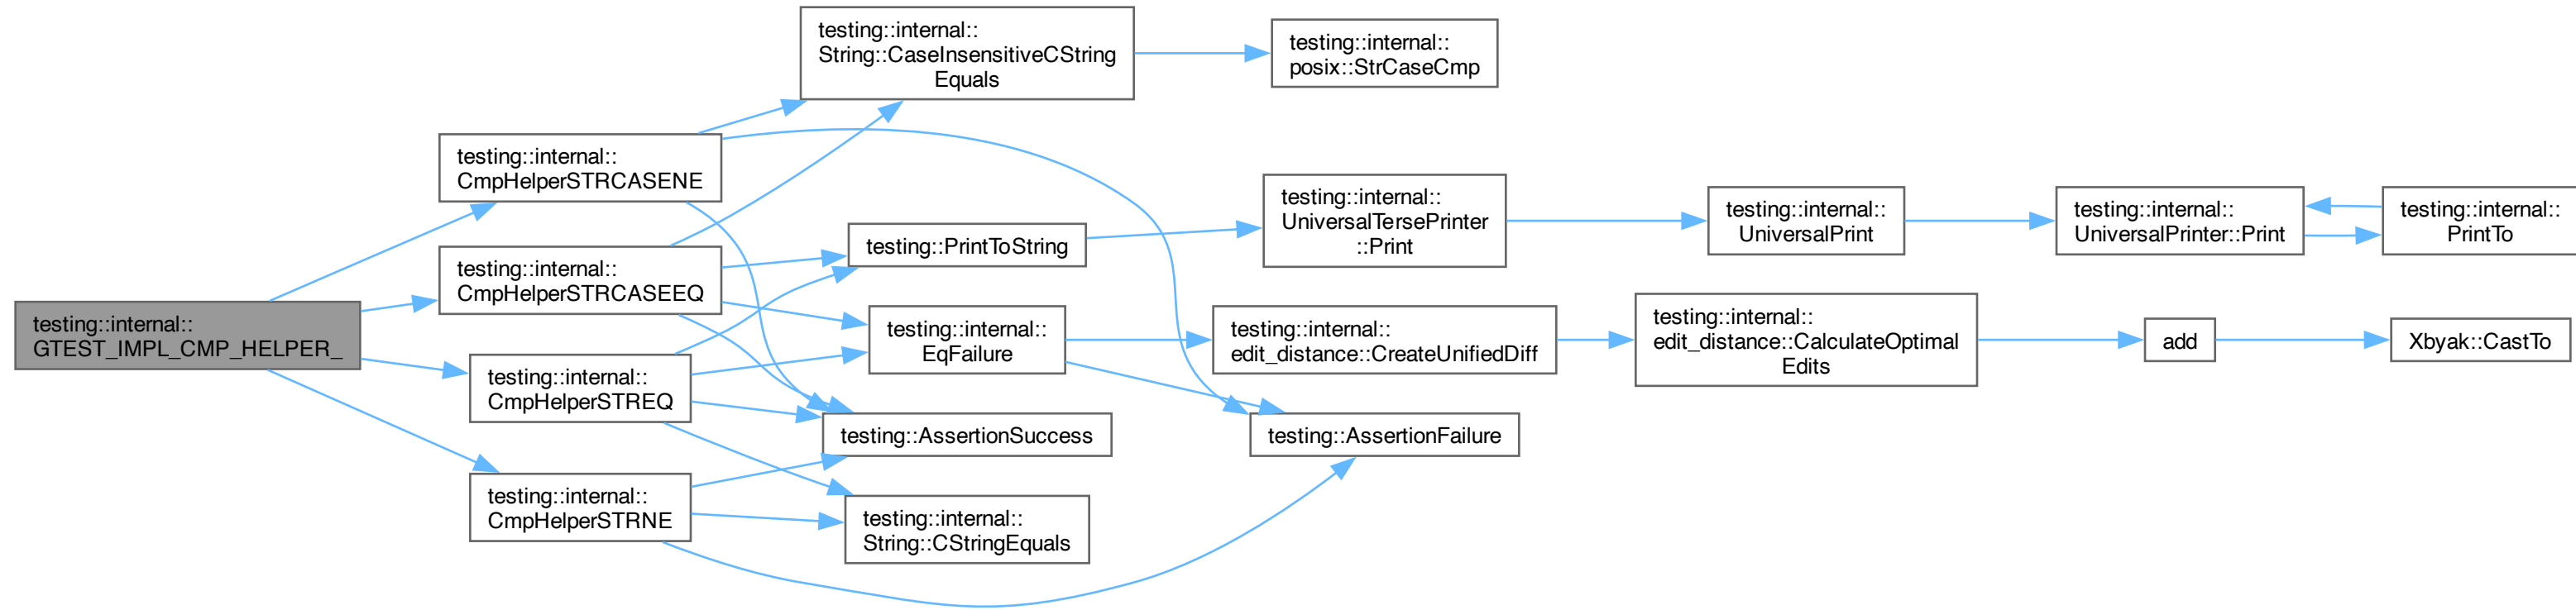 testing::internal::
GTEST_IMPL_CMP_HELPER_
testing::internal::
CmpHelperSTRCASENE
testing::internal::
CmpHelperSTRCASEEQ
testing::internal::
CmpHelperSTREQ
testing::internal::
CmpHelperSTRNE
testing::internal::
String::CaseInsensitiveCString
Equals
testing::PrintToString
testing::internal::
EqFailure
testing::AssertionSuccess
testing::internal::
String::CStringEquals
testing::internal::
posix::StrCaseCmp
testing::internal::
UniversalTersePrinter
::Print
testing::internal::
edit_distance::CreateUnifiedDiff
testing::AssertionFailure
testing::internal::
UniversalPrint
testing::internal::
edit_distance::CalculateOptimal
Edits
testing::internal::
UniversalPrinter::Print
add
testing::internal::
PrintTo
Xbyak::CastTo